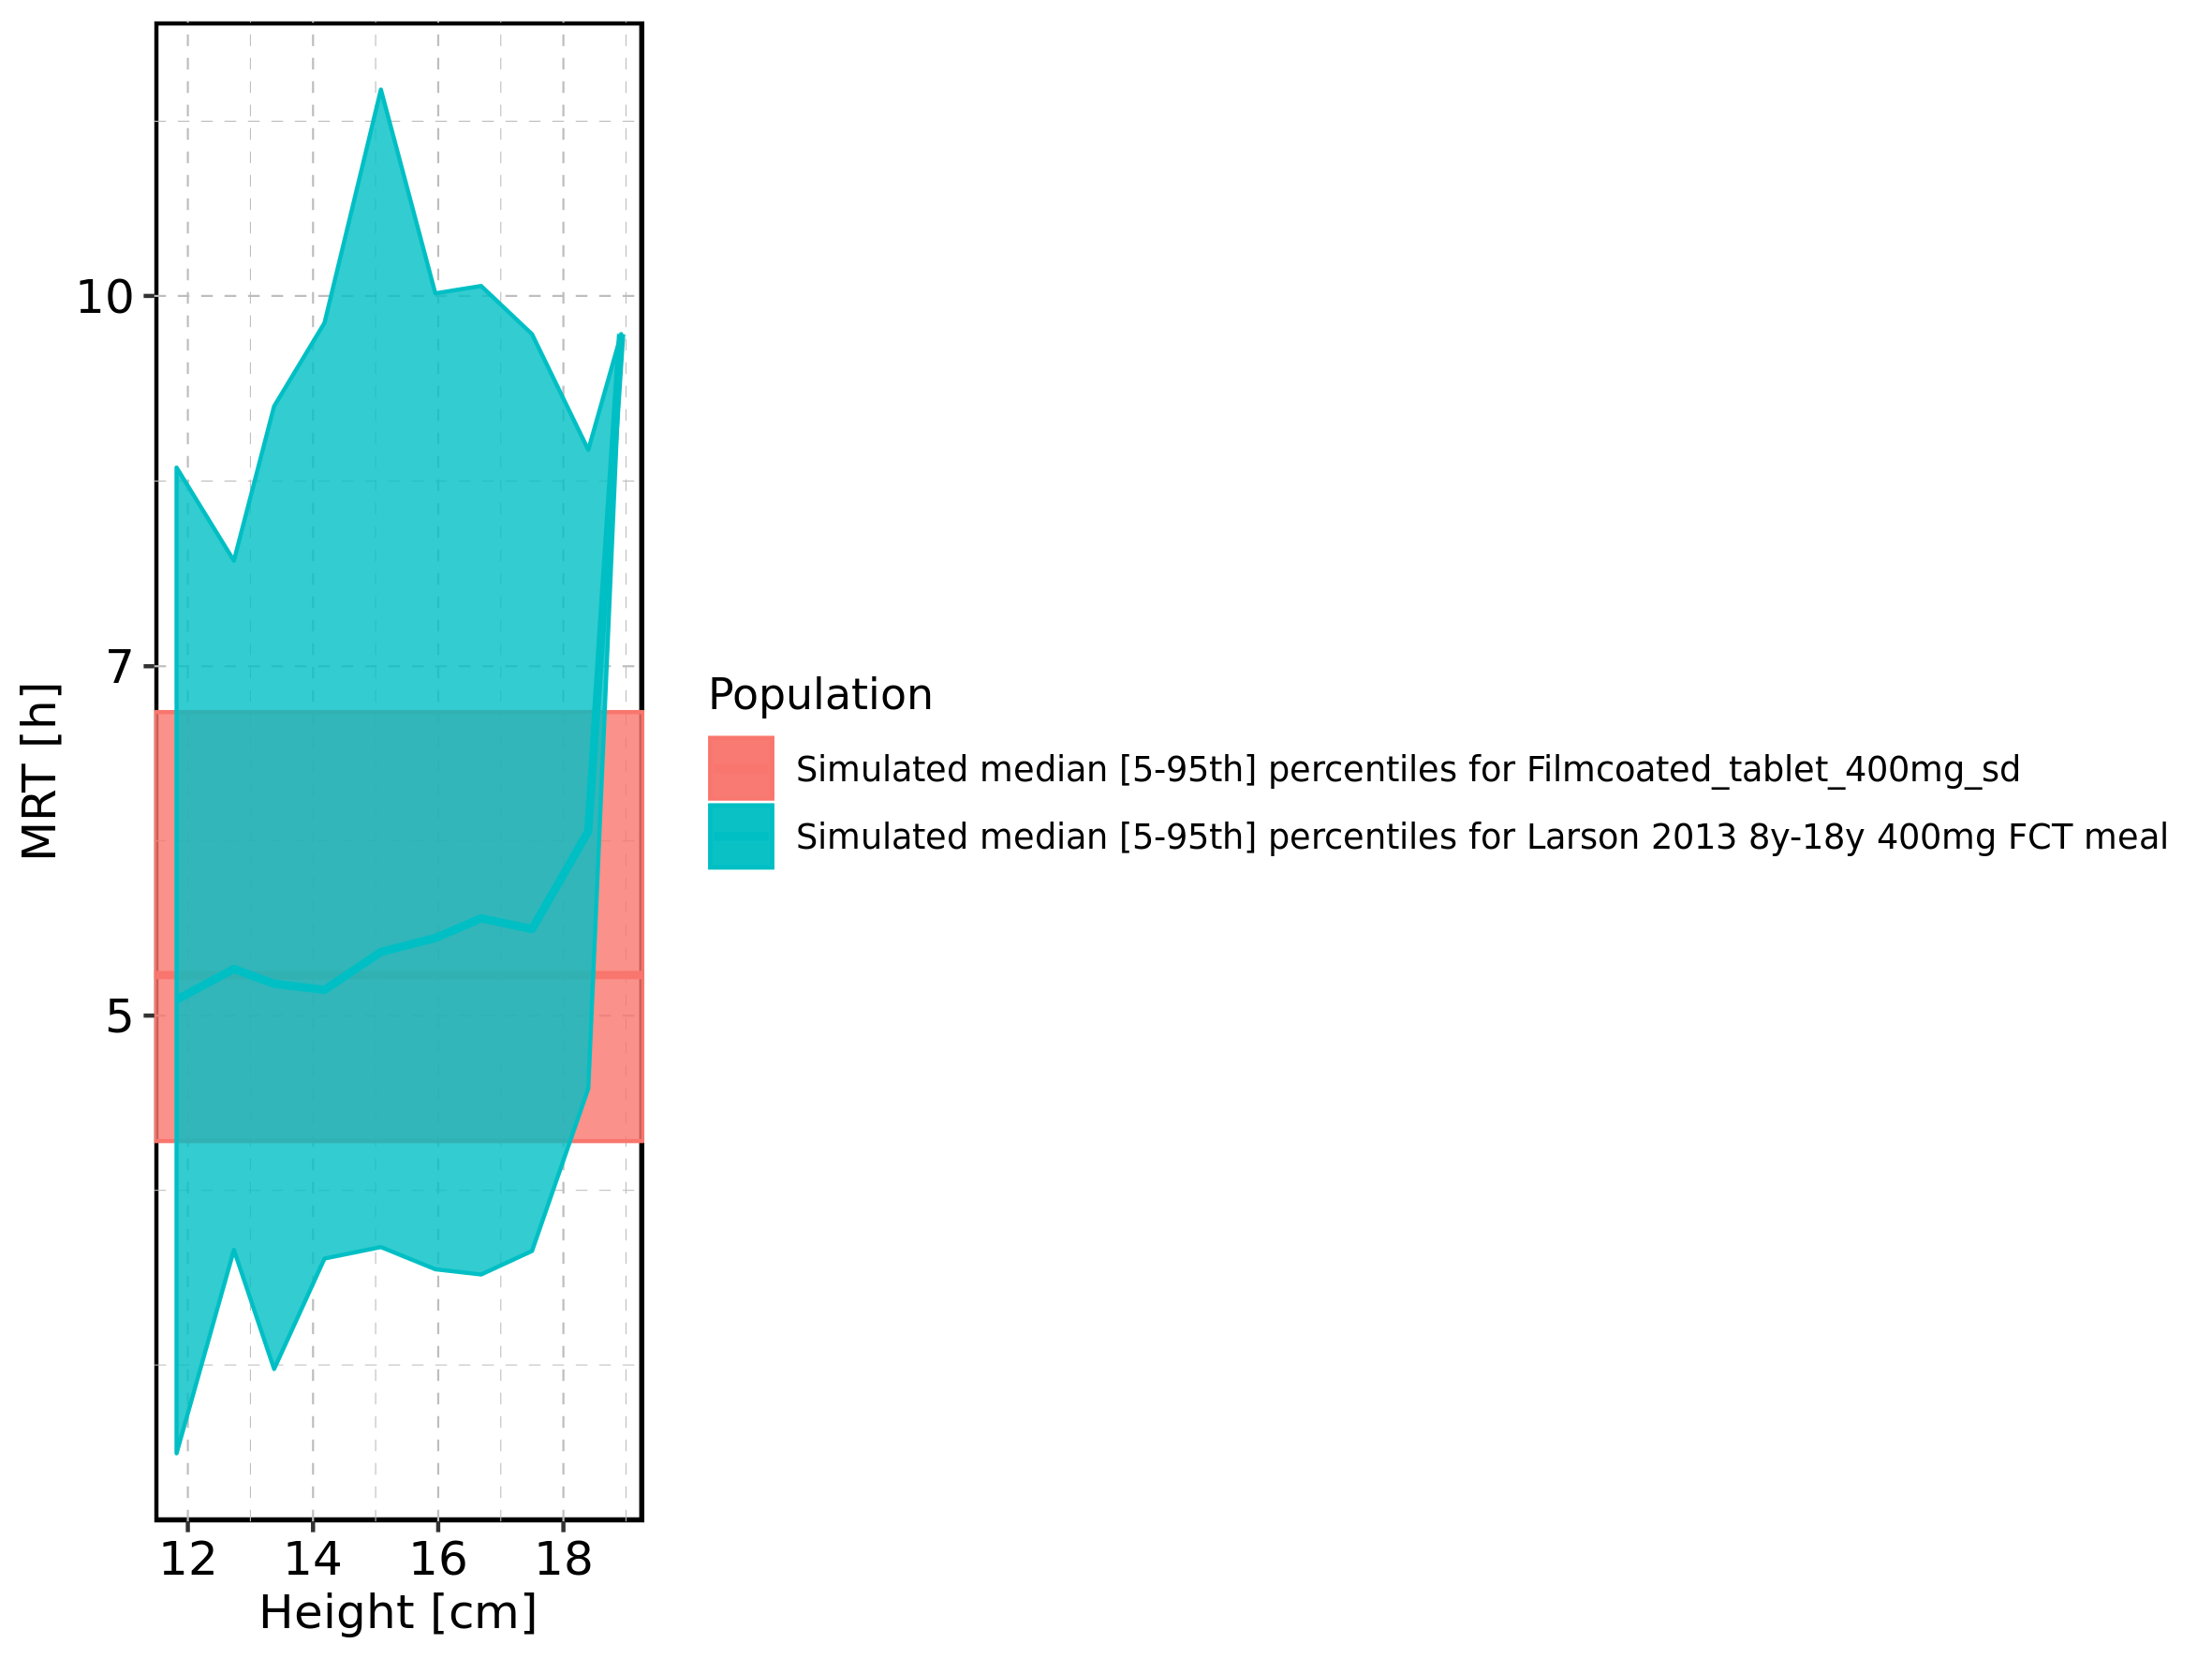 10
7
5
MRT [h]
12 14 16 18
Height [cm]
Population
Simulated median [5-95th] percentiles for Filmcoated_tablet_400mg_sd
Simulated median [5-95th] percentiles for Larson 2013 8y-18y 400mg FCT meal